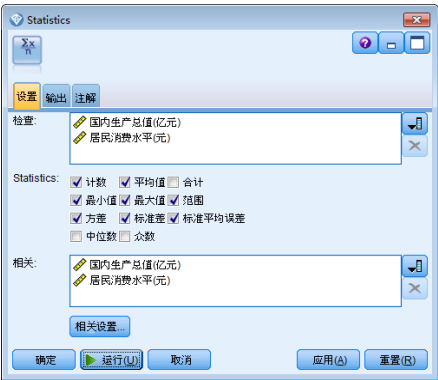 Statistics
Σx
n
设置 输出 注解
检查:
国内生产总值(亿元)
居民消费水平(元)
Statistics:
计数 平均值 合计
最小值 最大值 范围
方差 标准差 标准平均误差
中位数 众数
相关:
国内生产总值(亿元)
居民消费水平(元)
相关设置...
确定 运行(U) 取消 应用(A) 重置(R)